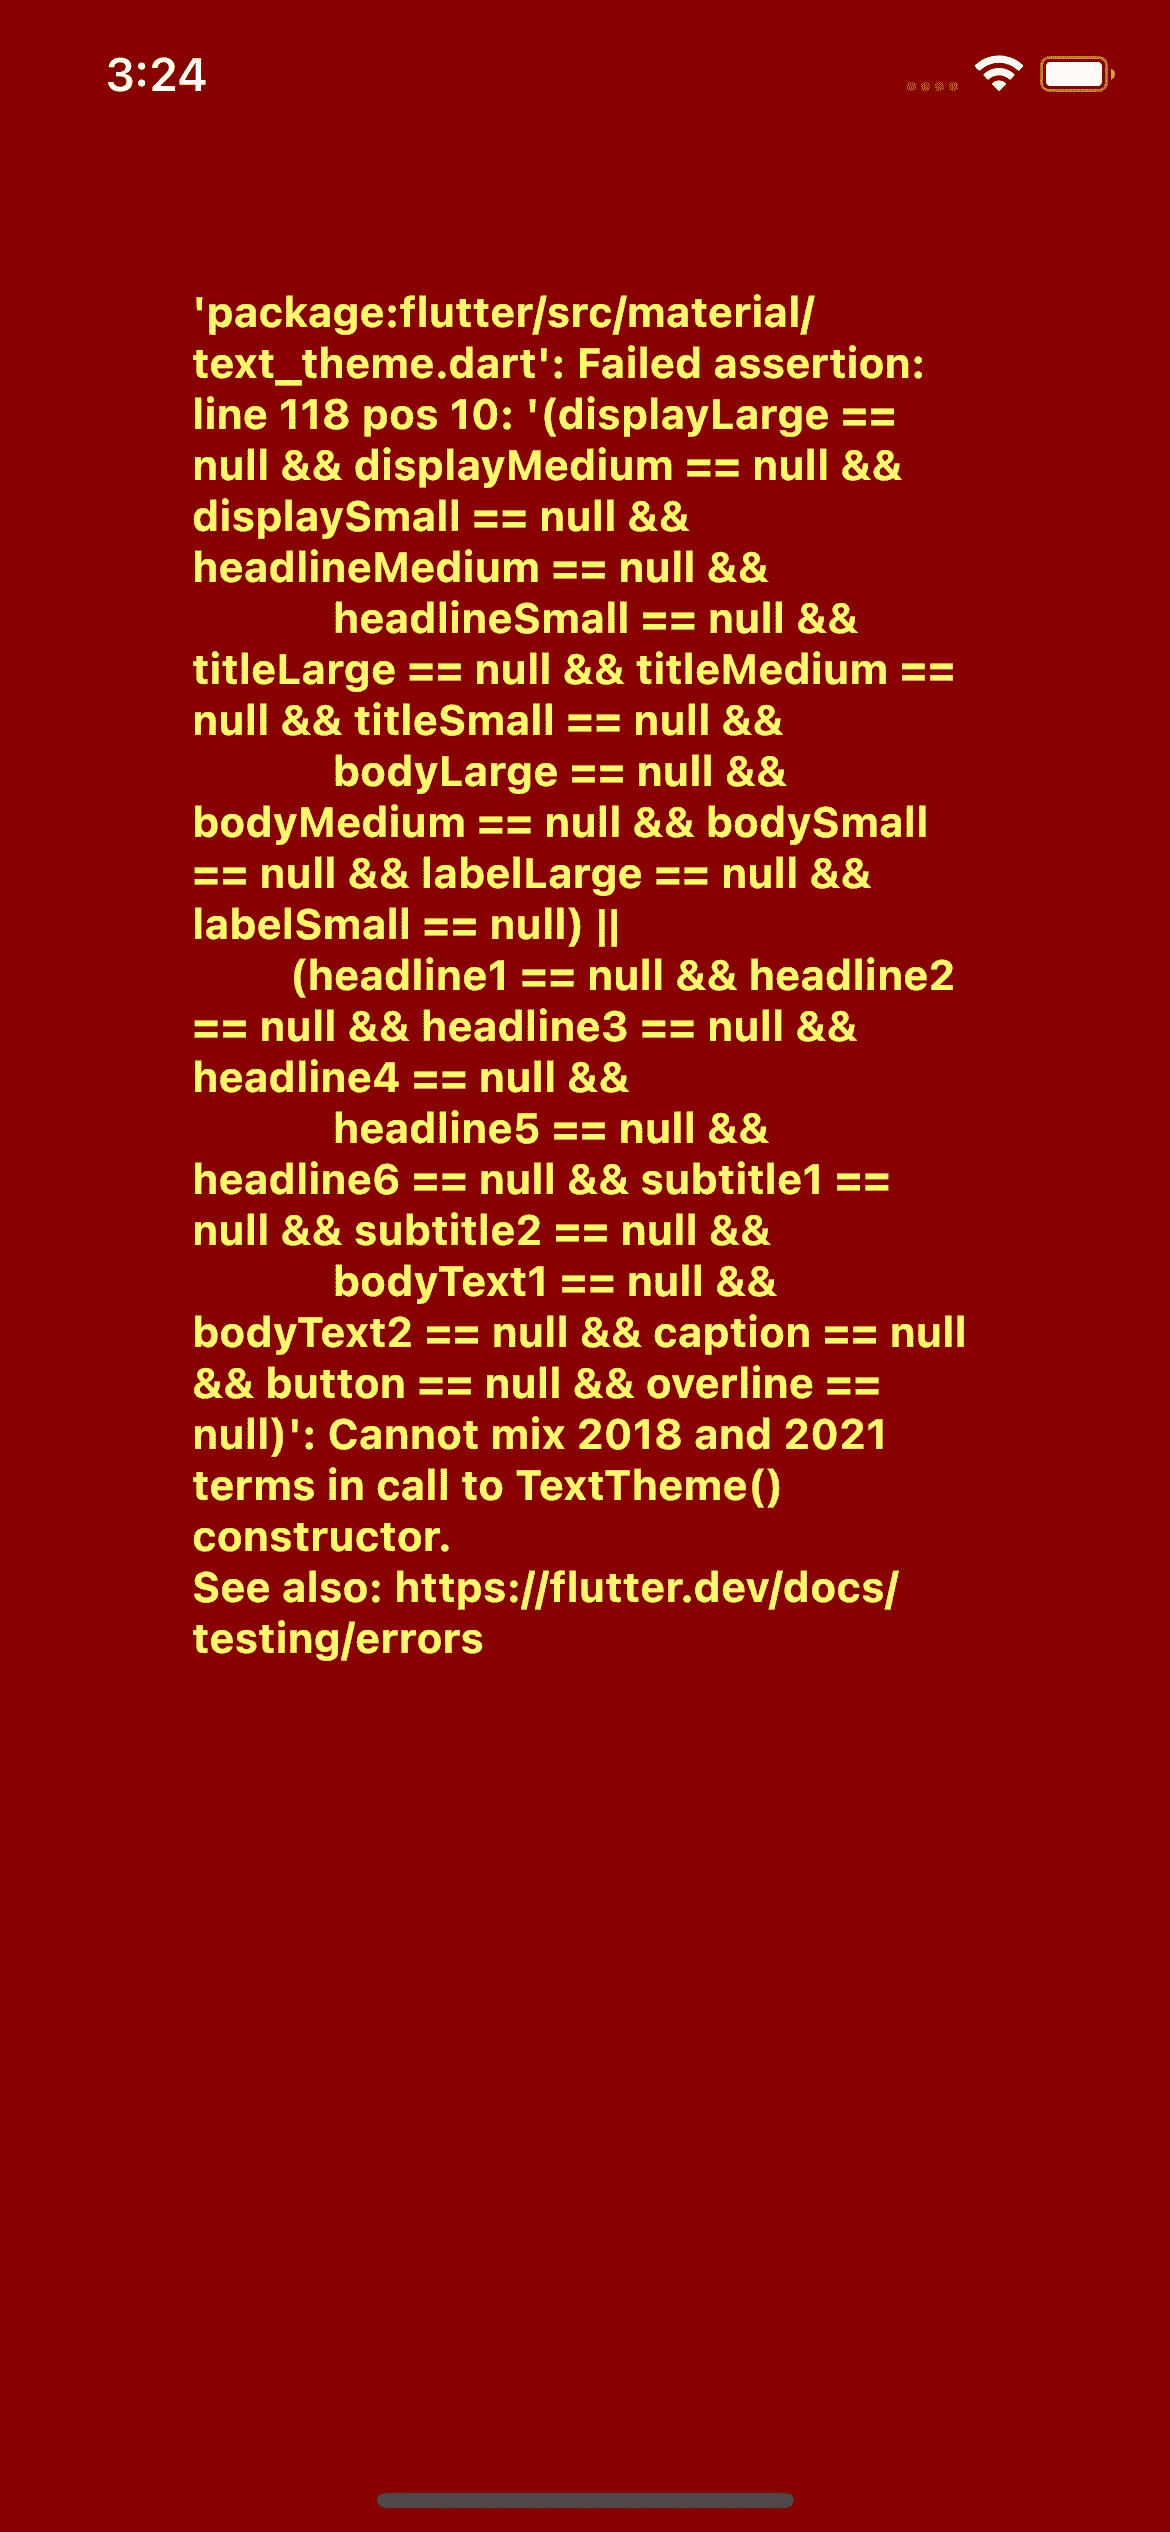 3:24
'package:flutter/src/material/
text_theme.dart': Failed assertion:
line 118 pos 10: '(displayLarge ==
null && displayMedium == null &&
displaySmall == null &&
headlineMedium == null &&
headlineSmall == null &&
titleLarge == null && titleMedium ==
null && titleSmall == null &&
bodyLarge == null &&
bodyMedium == null && bodySmall
== null && labelLarge == null &&
labelSmall == null) ||
(headline1 == null && headline2
== null && headline3 == null &&
headline4 == null &&
headline5 == null &&
headline6 == null && subtitle1 ==
null && subtitle2 == null &&
bodyText1 == null &&
bodyText2 == null && caption == null
&& button == null && overline ==
null)': Cannot mix 2018 and 2021
terms in call to TextTheme()
constructor.
See also: https://flutter.dev/docs/
testing/errors